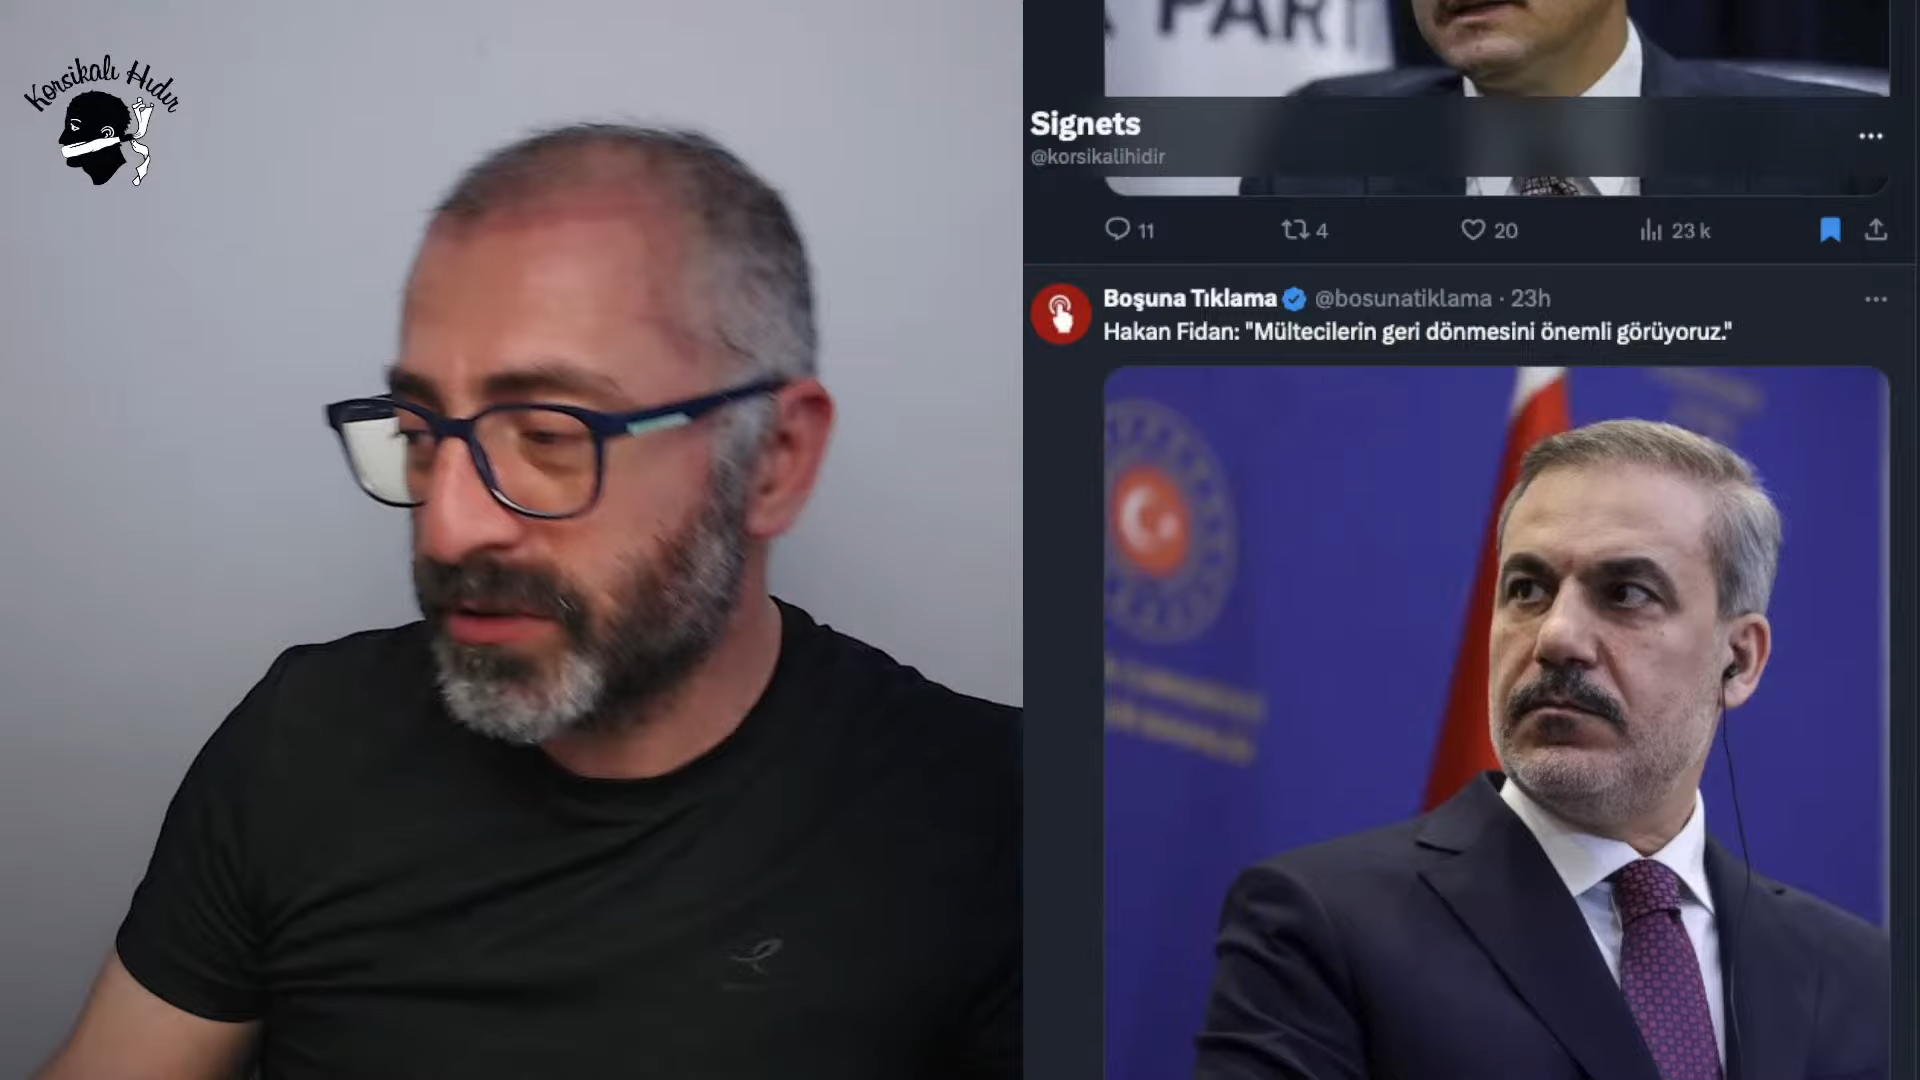 Korsikalı Hıdır
PART
Signets
@korsikalihidir
11
4
20
23 k
Boşuna Tıklama @bosunatiklama · 23h
Hakan Fidan: "Mültecilerin geri dönmesini önemli görüyoruz."